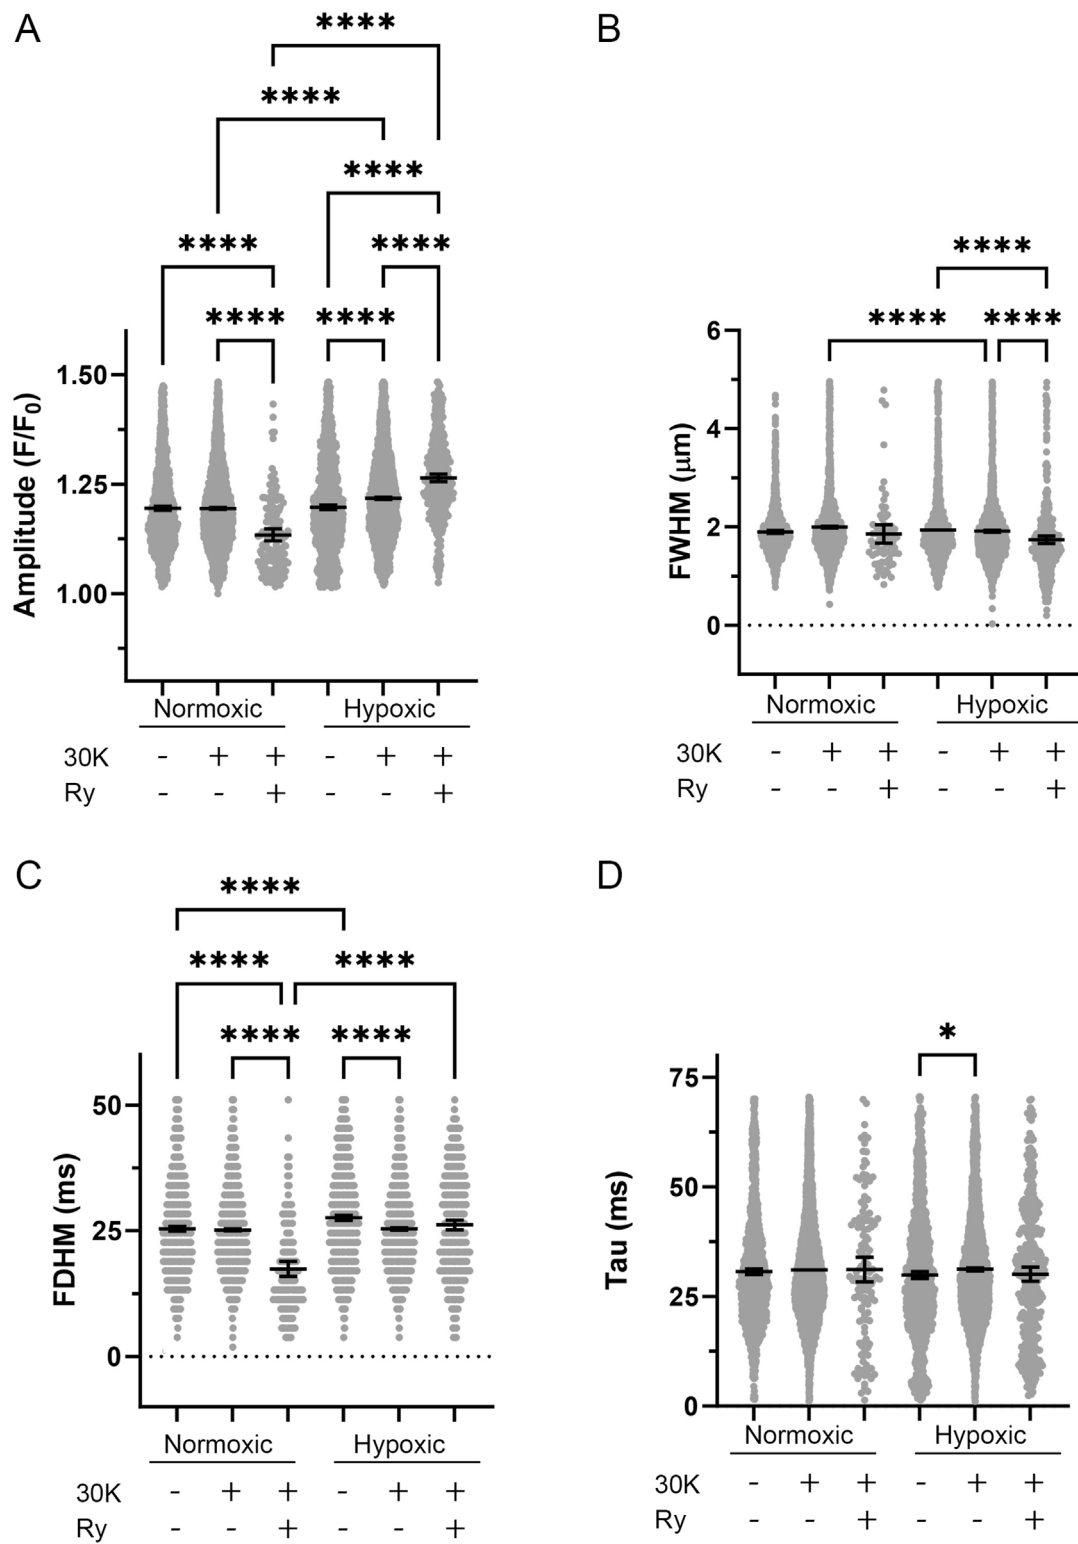 A
****
****
****
****
****
****
****
Amplitude (F/F0)
1.50
1.25
1.00
Normoxic Hypoxic
30K - + + - + +
Ry - - + - - +
B
****
****
****
FWHM (μm)
6
4
2
0
Normoxic Hypoxic
30K - + + - + +
Ry - - + - - +
C
****
****
****
****
****
FDHM (ms)
50
25
0
Normoxic Hypoxic
30K - + + - + +
Ry - - + - - +
D
*
Tau (ms)
75
50
25
0
Normoxic Hypoxic
30K - + + - + +
Ry - - + - - +